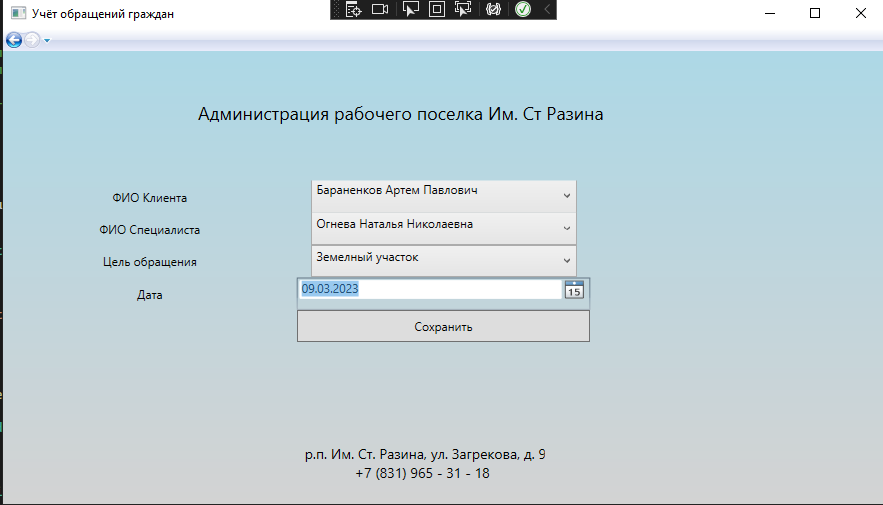 Учёт обращений граждан
Администрация рабочего поселка Им. Ст Разина
ФИО Клиента
Бараненков Артем Павлович
ФИО Специалиста
Огнева Наталья Николаевна
Цель обращения
Земелный участок
Дата
09.03.2023
15
Сохранить
р.п. Им. Ст. Разина, ул. Загрекова, д. 9
+7 (831) 965 - 31 - 18